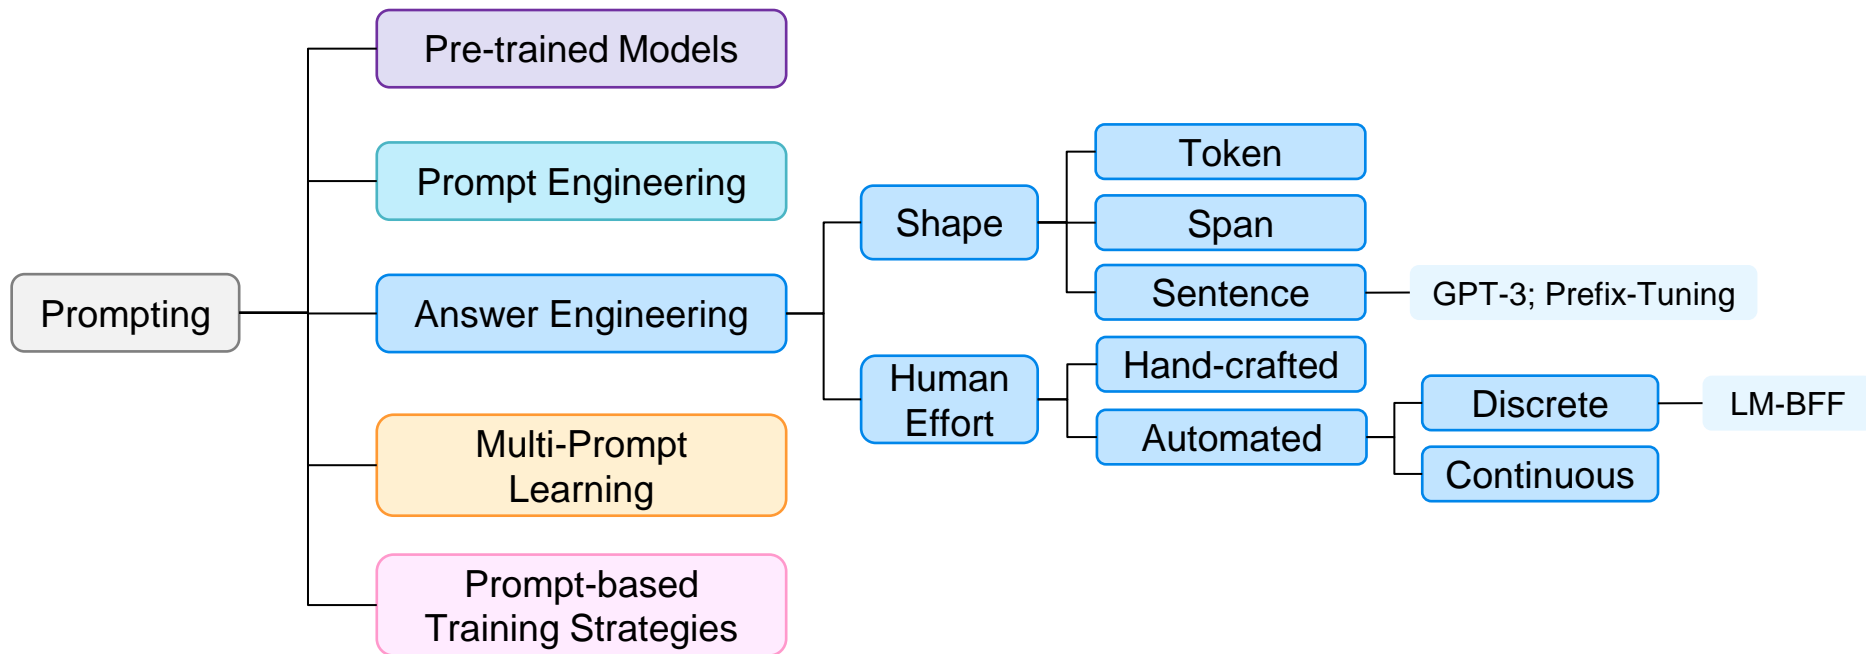 Prompting
Pre-trained Models
Prompt Engineering
Answer Engineering
Multi-Prompt
Learning
Prompt-based
Training Strategies
Shape
Human
Effort
Token
Span
Sentence
GPT-3; Prefix-Tuning
Hand-crafted
Automated
Discrete
LM-BFF
Continuous